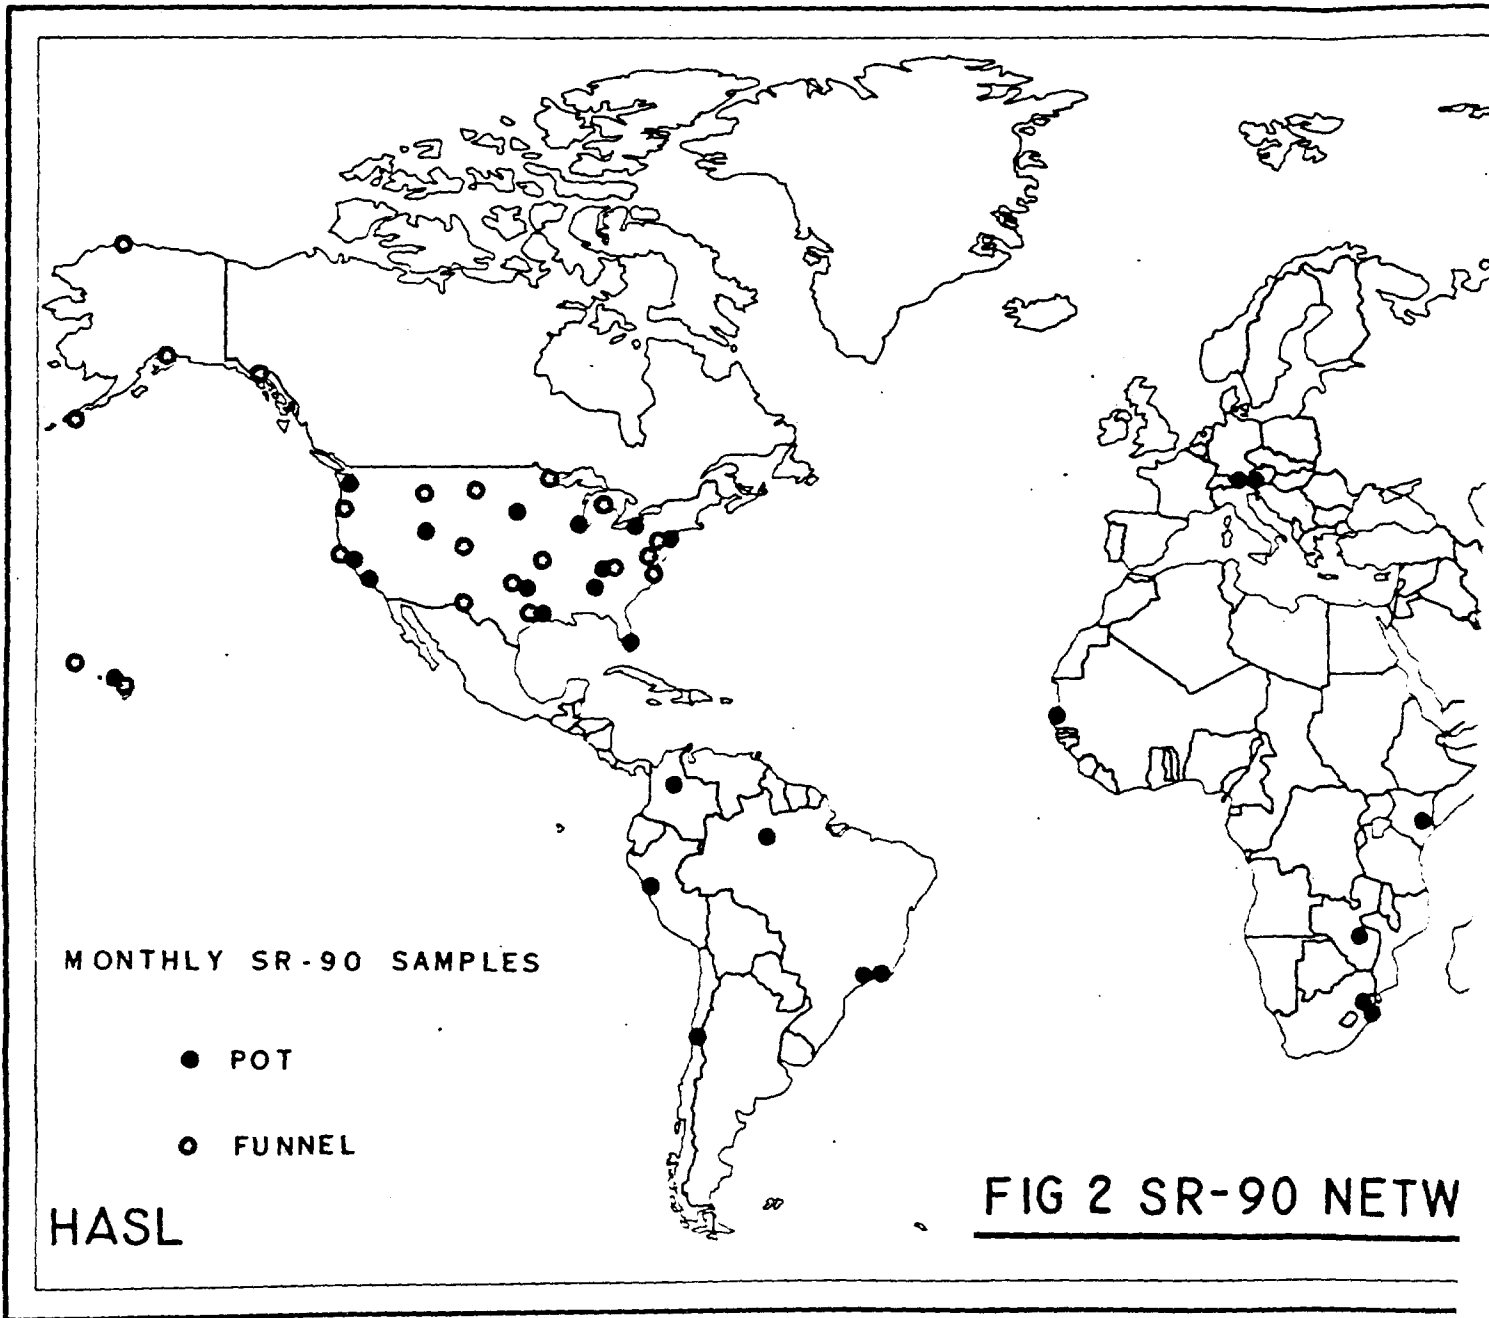 MONTHLY SR-90 SAMPLES
POT
FUNNEL
HASL
FIG 2 SR-90 NETW